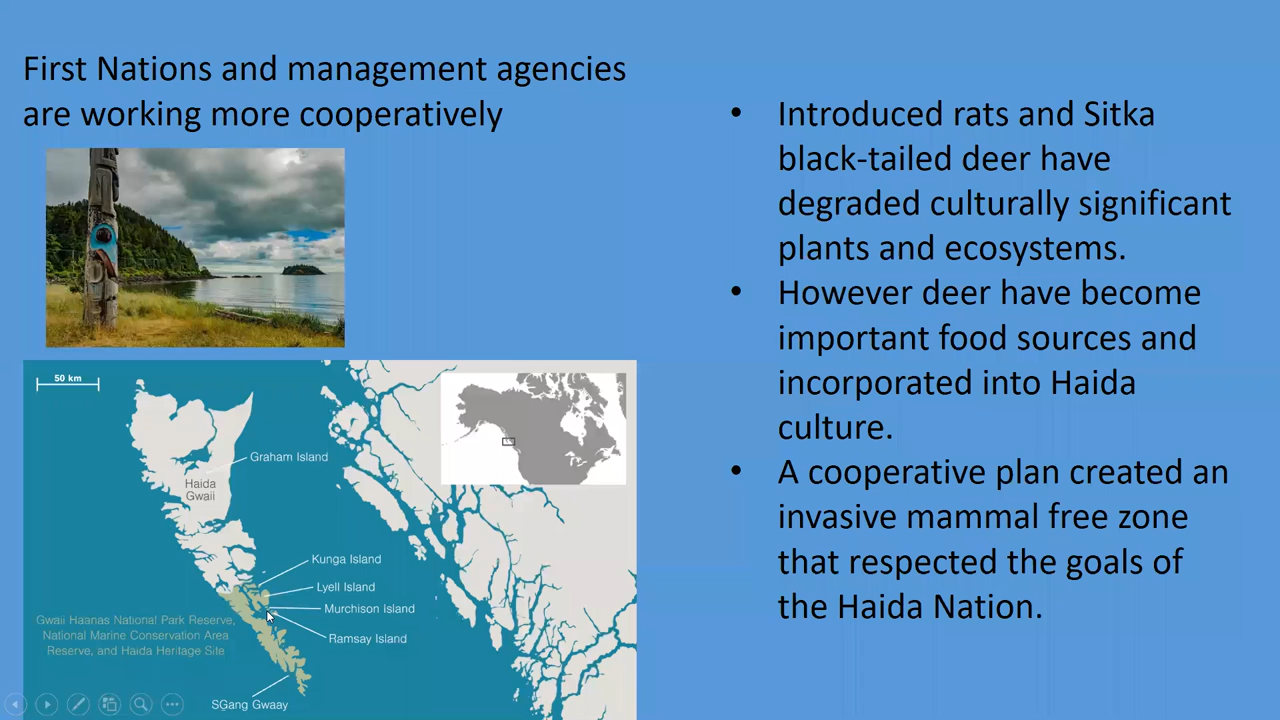 First Nations and management agencies
are working more cooperatively
50 km
Graham Island
Haida
Gwaii
Kunga Island
Lyell Island
Murchison Island
Ramsay Island
Gwaii Haanas National Park Reserve,
National Marine Conservation Area
Reserve, and Haida Heritage Site
SGang Gwaay
• Introduced rats and Sitka
black-tailed deer have
degraded culturally significant
plants and ecosystems.
• However deer have become
important food sources and
incorporated into Haida
culture.
• A cooperative plan created an
invasive mammal free zone
that respected the goals of
the Haida Nation.